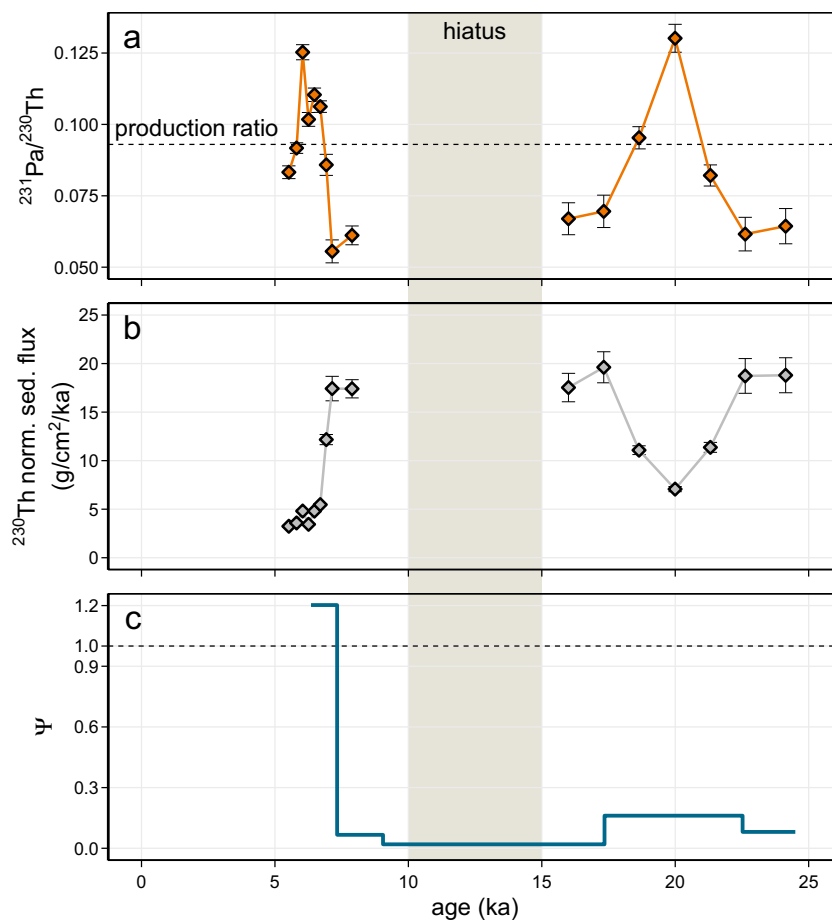 a
hiatus
0.125
0.100
0.075
0.050
²³¹Pa/²³⁰Th
production ratio
b
25
20
15
10
5
0
²³⁰Th norm. sed. flux
(g/cm²/ka)
c
1.2
1.0
0.9
0.6
0.3
0.0
Ψ
0 5 10 15 20 25
age (ka)